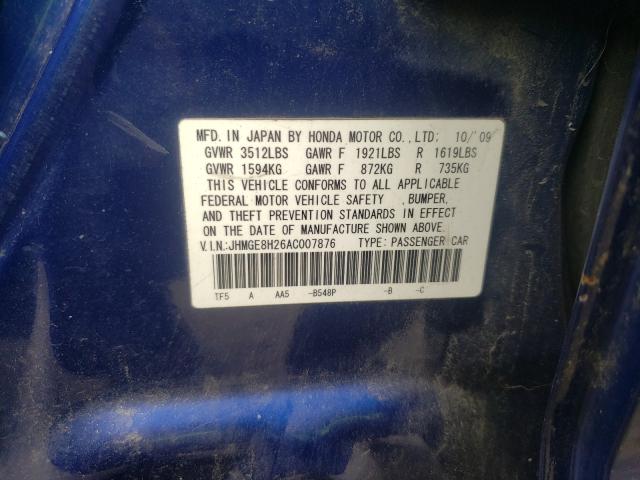 MFD. IN JAPAN BY HONDA MOTOR CO., LTD: 10/'09
GVWR 3512LBS GAWR F 1921LBS R 1619LBS
GVWR 1594KG GAWR F 872KG R 735KG
THIS VEHICLE CONFORMS TO ALL APPLICABLE
FEDERAL MOTOR VEHICLE SAFETY ,BUMPER,
AND THEFT PREVENTION STANDARDS IN EFFECT
ON THE DATE OF MANUFACTURE SHOWN ABOVE.
V.I.N.:JHMGE8H26AC007876 TYPE: PASSENGER CAR
TF5 A AA5 -B548P -B -C